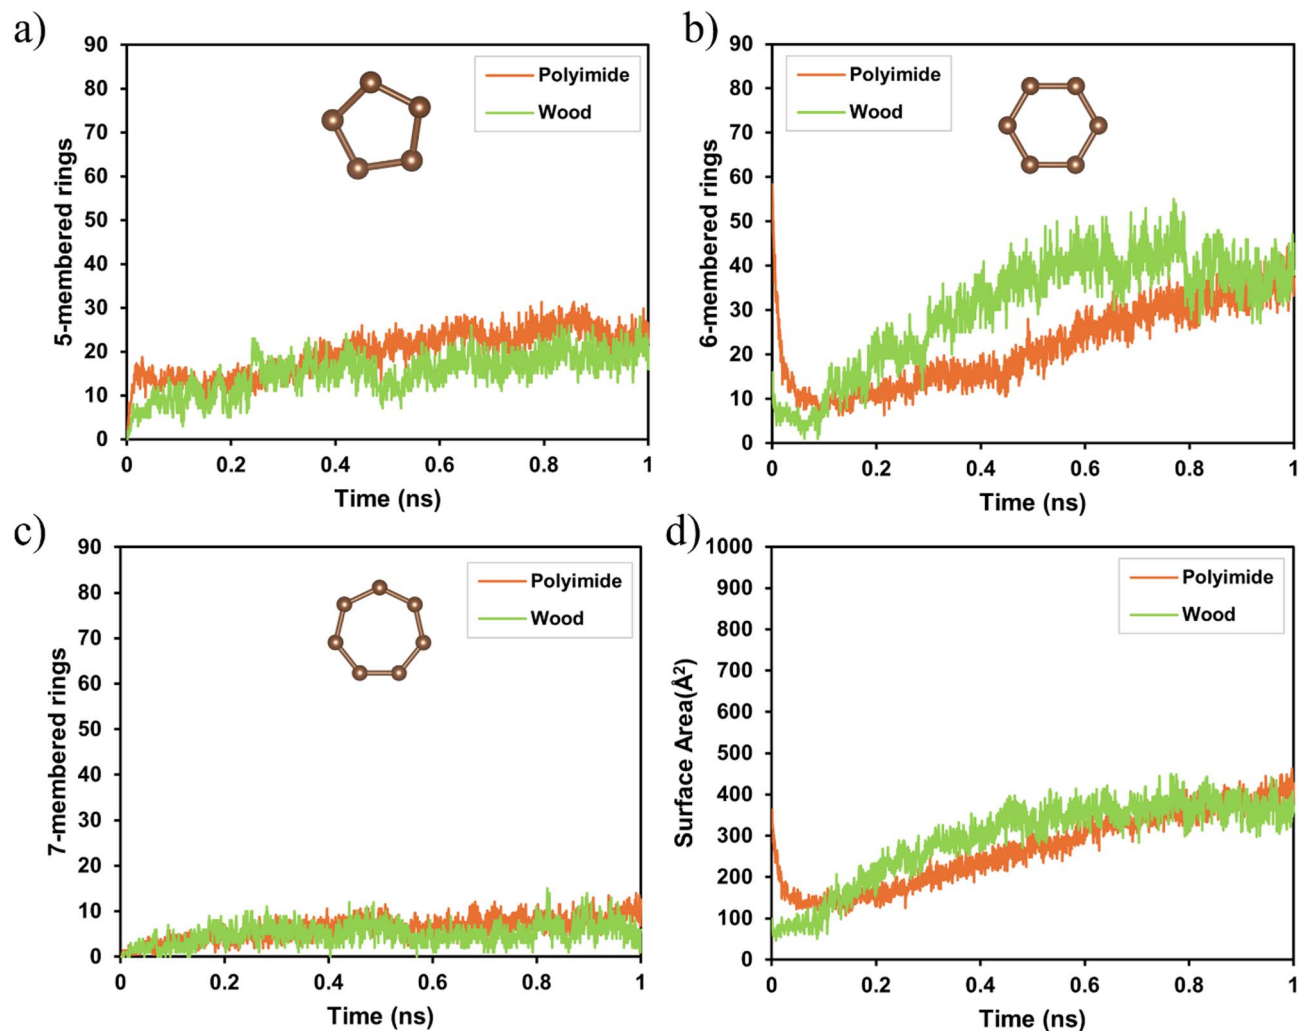 a)
90
80
70
60
50
40
30
20
10
0
5-membered rings
Polyimide
Wood
0 0.2 0.4 0.6 0.8 1
Time (ns)
b)
90
80
70
60
50
40
30
20
10
0
6-membered rings
Polyimide
Wood
0 0.2 0.4 0.6 0.8 1
Time (ns)
c)
90
80
70
60
50
40
30
20
10
0
7-membered rings
Polyimide
Wood
0 0.2 0.4 0.6 0.8 1
Time (ns)
d)
1000
900
800
700
600
500
400
300
200
100
0
Surface Area(Å²)
Polyimide
Wood
0 0.2 0.4 0.6 0.8 1
Time (ns)